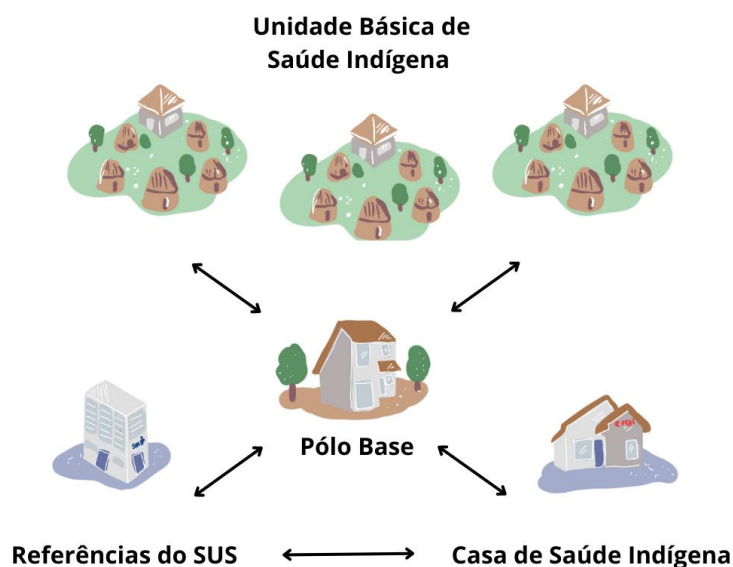 Unidade Básica de
Saúde Indígena
Pólo Base
Referências do SUS
Casa de Saúde Indígena